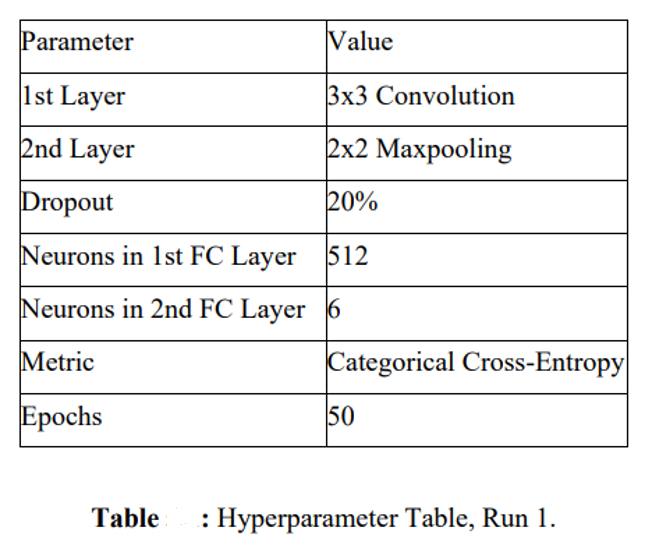 Parameter Value
1st Layer 3x3 Convolution
2nd Layer 2x2 Maxpooling
Dropout 20%
Neurons in 1st FC Layer 512
Neurons in 2nd FC Layer 6
Metric Categorical Cross-Entropy
Epochs 50
Table : Hyperparameter Table, Run 1.